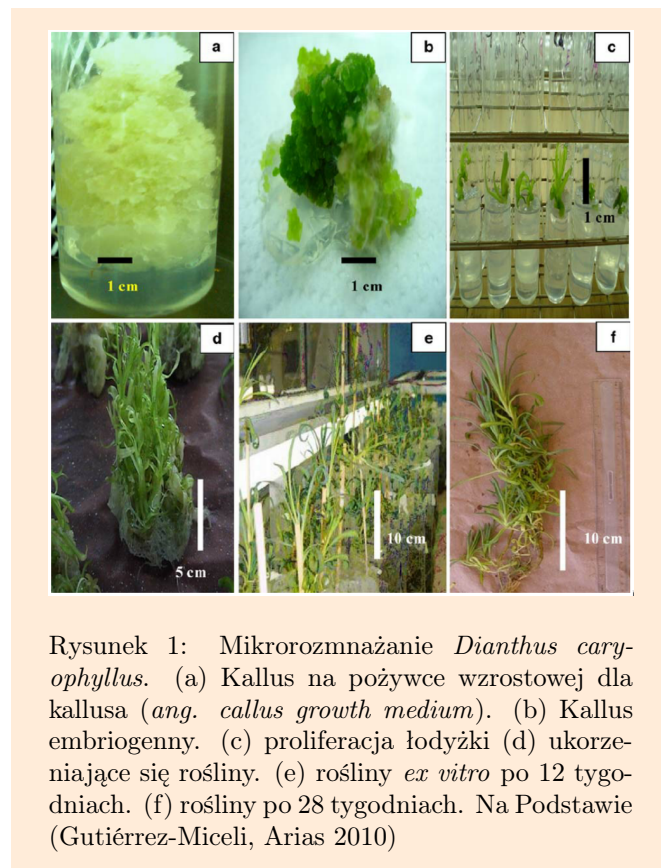 a
b
c
1 cm
1 cm
1 cm
d
e
f
5 cm
10 cm
10 cm
Rysunek 1: Mikrorozmnażanie Dianthus cary-
ophyllus. (a) Kallus na pożywce wzrostowej dla
kallusa (ang. callus growth medium). (b) Kallus
embriogenny. (c) proliferacja łodyżki (d) ukorze-
niające się rośliny. (e) rośliny ex vitro po 12 tygo-
dniach. (f) rośliny po 28 tygodniach. Na Podstawie
(Gutiérrez-Miceli, Arias 2010)